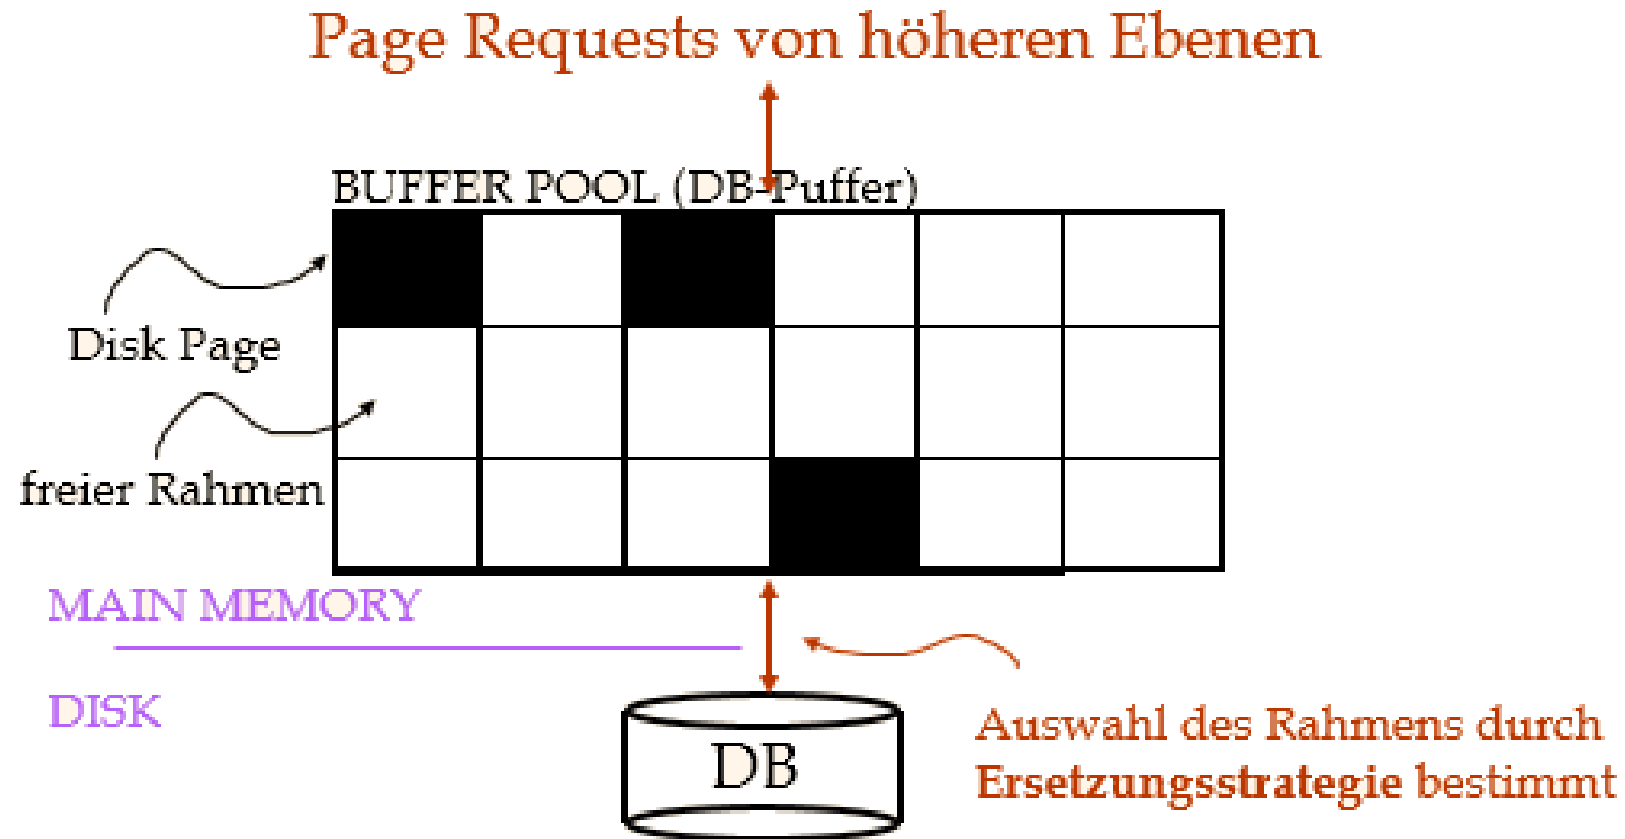 Page Requests von höheren Ebenen
BUFFER POOL (DB-Puffer)
Disk Page
freier Rahmen
MAIN MEMORY
DISK
DB
Auswahl des Rahmens durch
Ersetzungsstrategie bestimmt